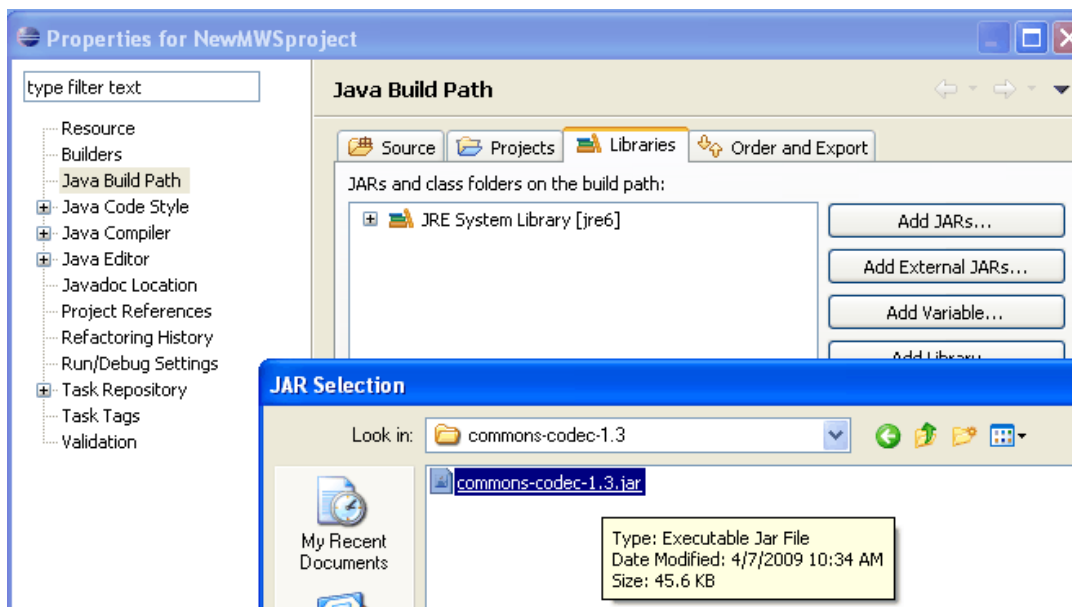 Properties for NewMWSproject
type filter text
Resource
Builders
Java Build Path
Java Code Style
Java Compiler
Java Editor
Javadoc Location
Project References
Refactoring History
Run/Debug Settings
Task Repository
Task Tags
Validation
Java Build Path
Source
Projects
Libraries
Order and Export
JARs and class folders on the build path:
JRE System Library [jre6]
Add JARs...
Add External JARs...
Add Variable...
Add Library...
JAR Selection
Look in:
commons-codec-1.3
commons-codec-1.3.jar
My Recent
Documents
Type: Executable Jar File
Date Modified: 4/7/2009 10:34 AM
Size: 45.6 KB